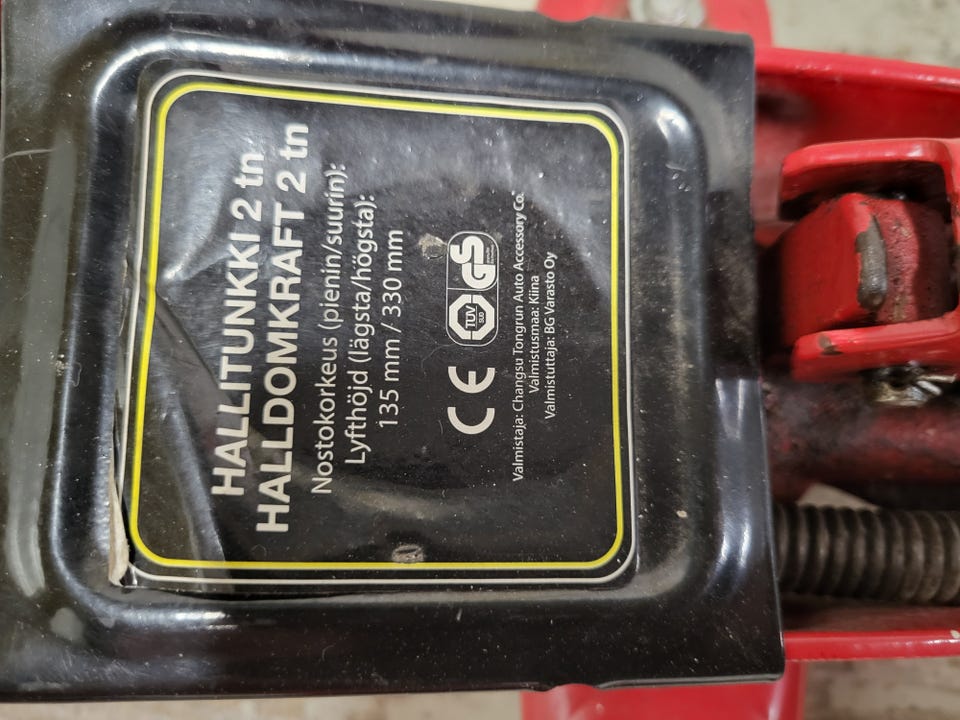 HALLITUNKKI 2 tn
HALLDOMKRAFT 2 tn
Nostokorkeus (pienin/suurin):
Lyfthöjd (lägsta/högsta):
135 mm / 330 mm
CE TÜV SÜD GS
Valmistaja: Changsu Tongrun Auto Accessory Co.
Valmistusmaa: Kiina
Valmistuttaja: BG Varasto Oy